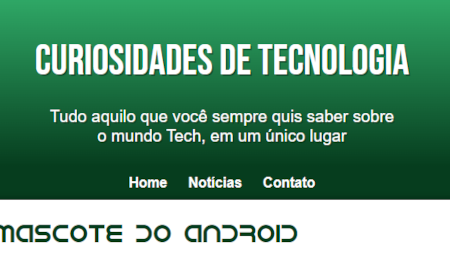 CURIOSIDADES DE TECNOLOGIA
Tudo aquilo que você sempre quis saber sobre
o mundo Tech, em um único lugar
Home Notícias Contato
MASCOTE DO ANDROID